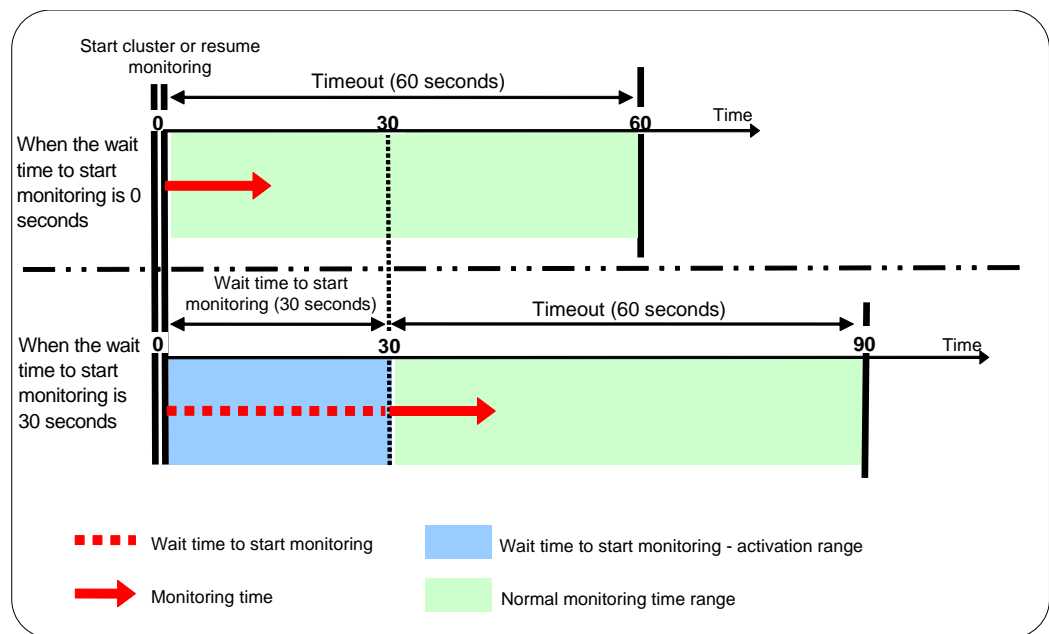 Start cluster or resume
monitoring
Timeout (60 seconds)
0
30
60
Time
When the wait
time to start
monitoring is 0
seconds
Wait time to start
monitoring (30 seconds)
Timeout (60 seconds)
0
30
90
Time
When the wait
time to start
monitoring is
30 seconds
Wait time to start monitoring
Wait time to start monitoring - activation range
Monitoring time
Normal monitoring time range